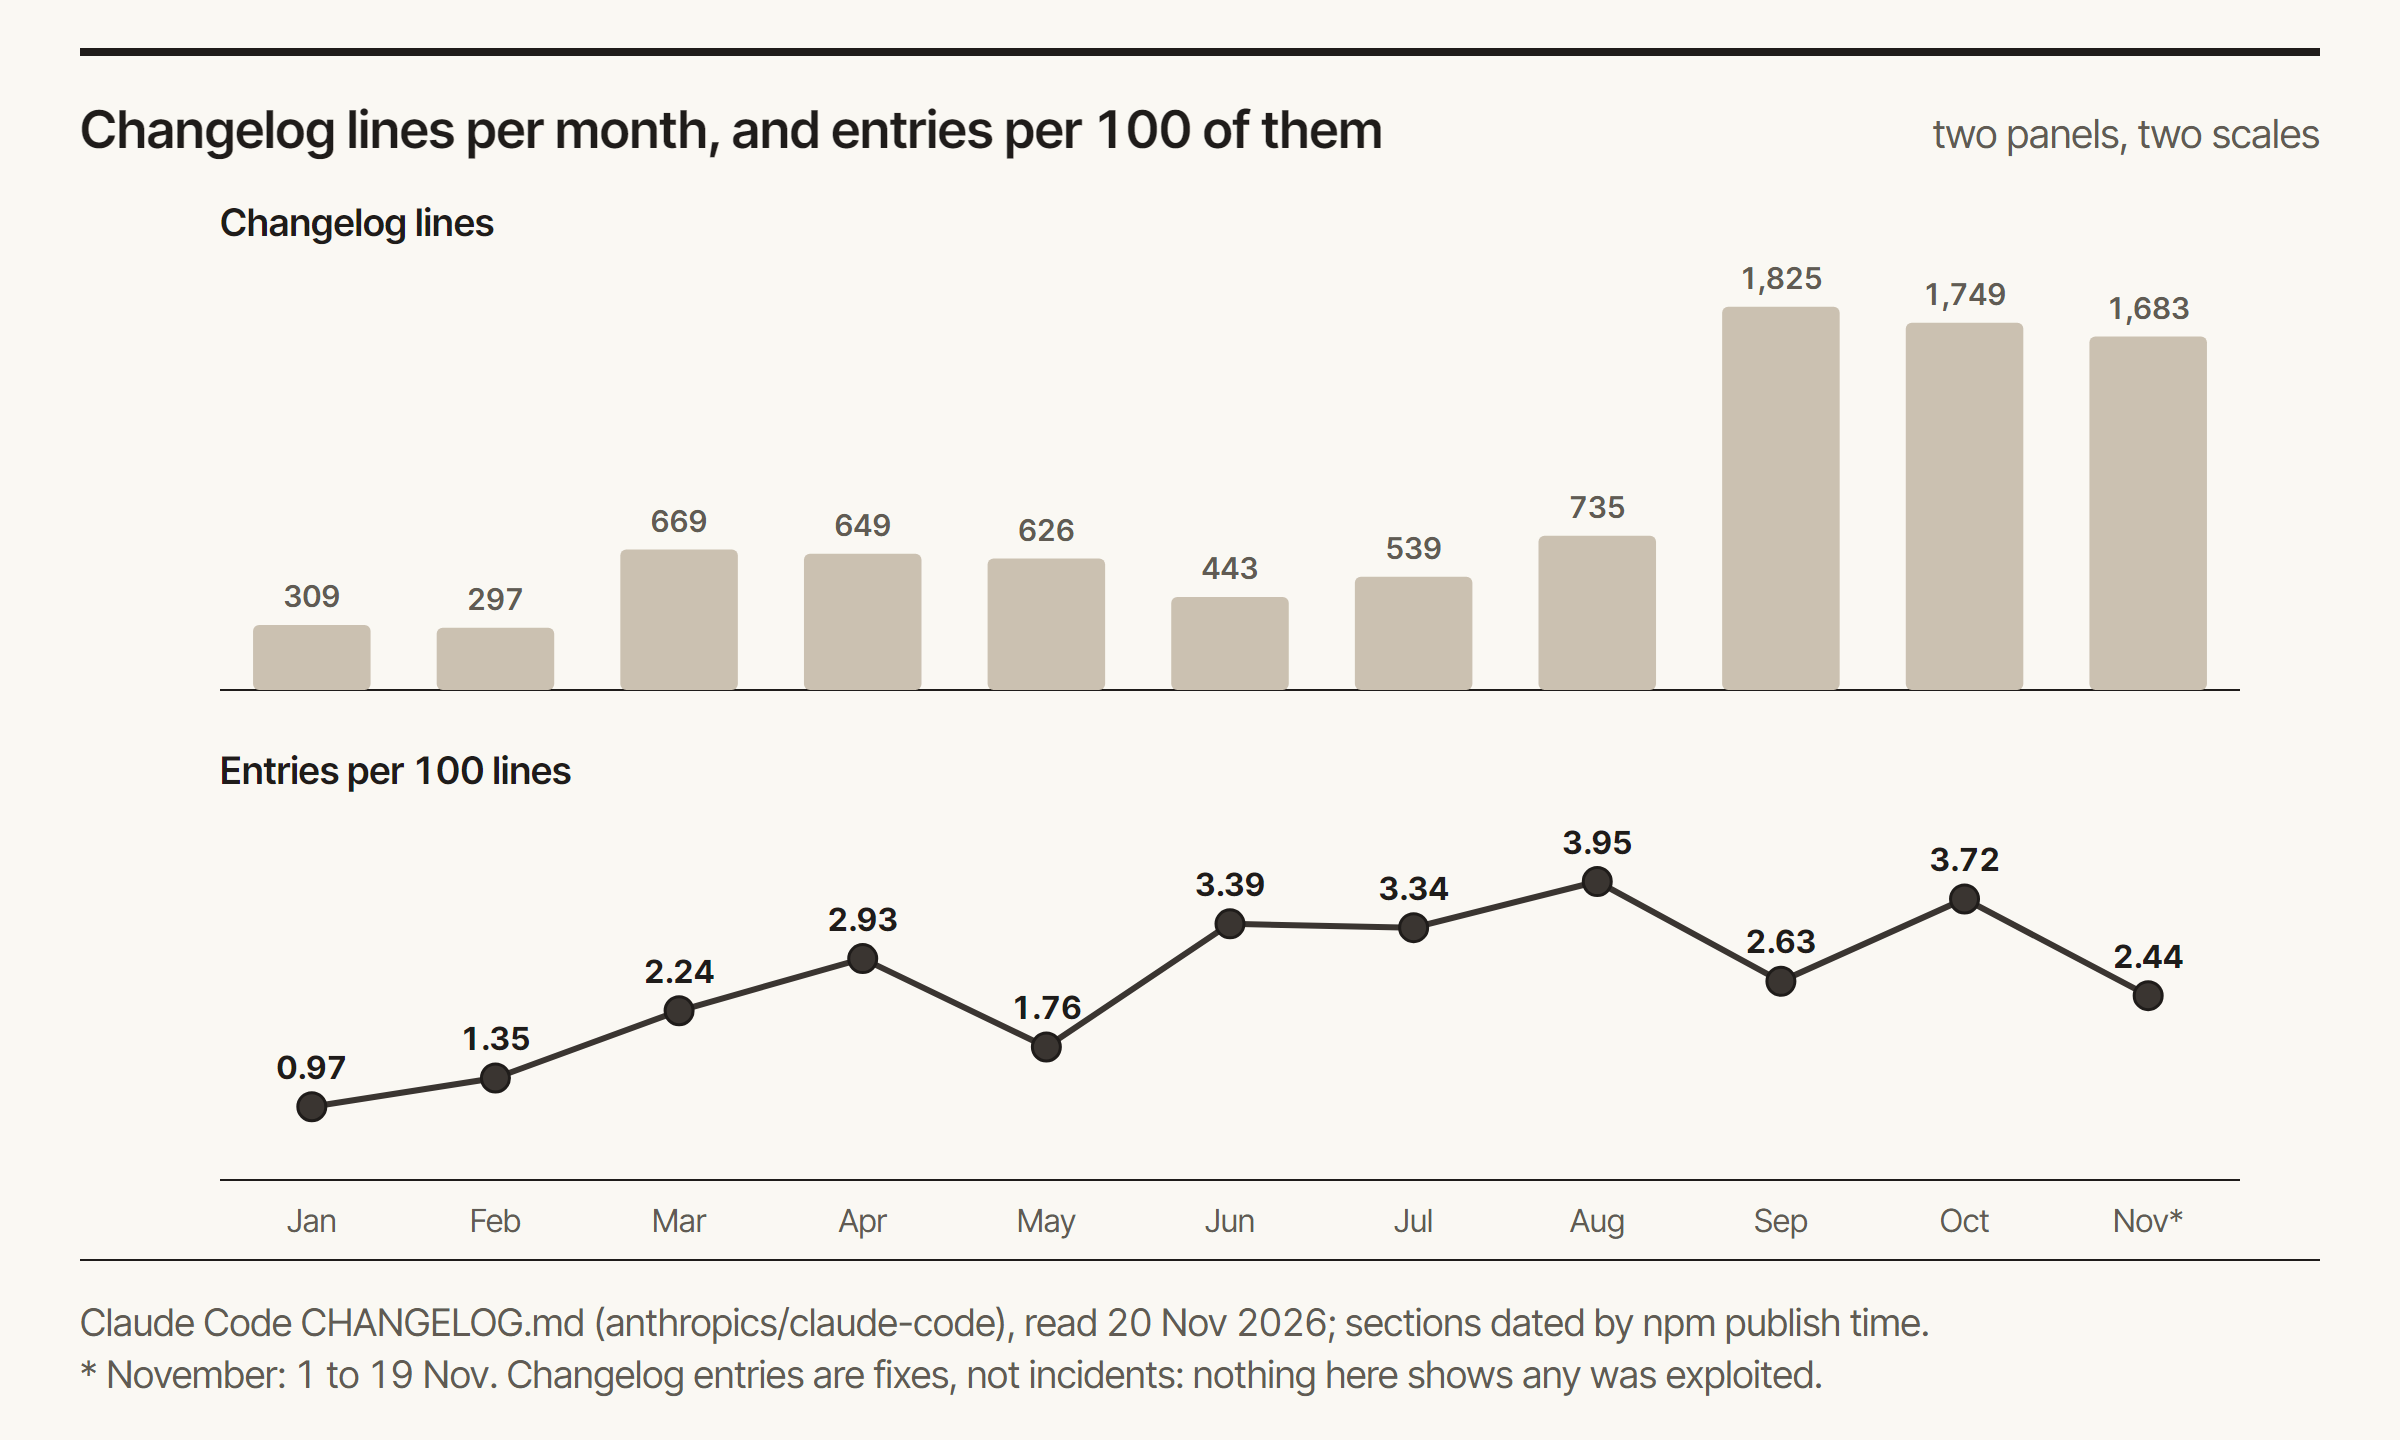 Changelog lines per month, and entries per 100 of them
two panels, two scales
Changelog lines
309
297
669
649
626
443
539
735
1,825
1,749
1,683
Entries per 100 lines
0.97
1.35
2.24
2.93
1.76
3.39
3.34
3.95
2.63
3.72
2.44
Jan
Feb
Mar
Apr
May
Jun
Jul
Aug
Sep
Oct
Nov*
Claude Code CHANGELOG.md (anthropics/claude-code), read 20 Nov 2026; sections dated by npm publish time.
* November: 1 to 19 Nov. Changelog entries are fixes, not incidents: nothing here shows any was exploited.